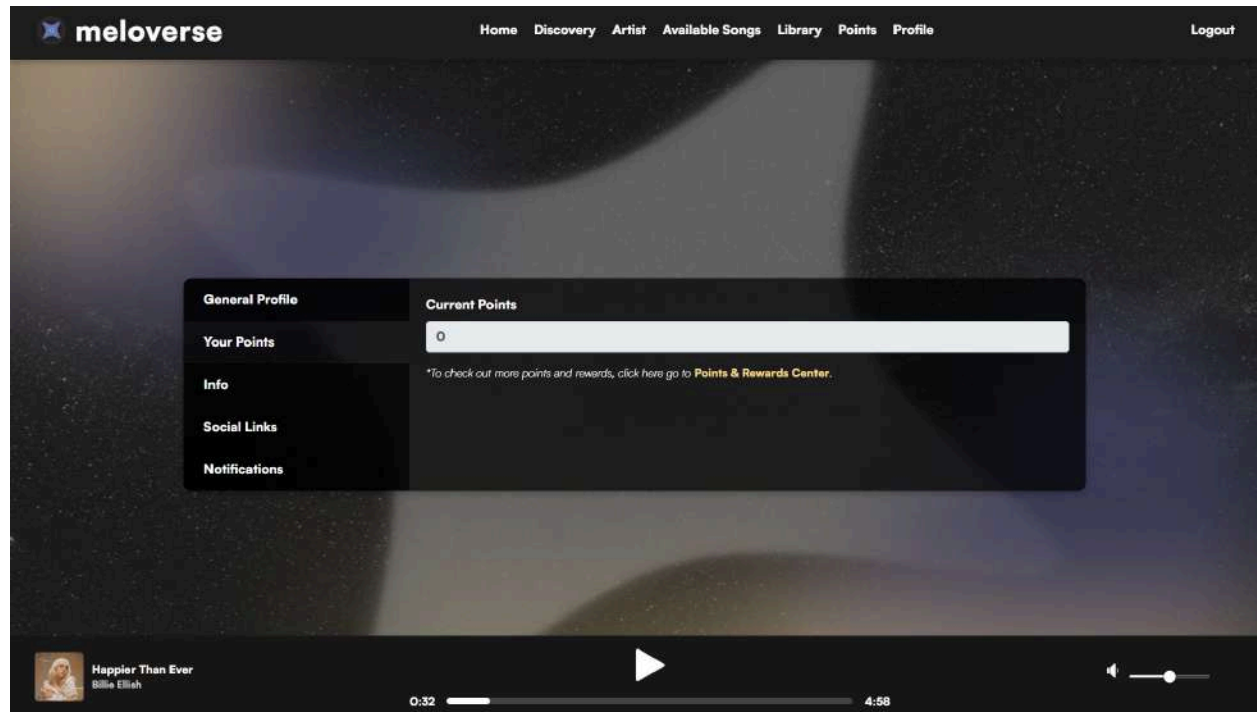 meloverse
Home Discovery Artist Available Songs Library Points Profile
Logout
General Profile
Your Points
Info
Social Links
Notifications
Current Points
0
*To check out more points and rewards, click here go to Points & Rewards Center.
Happier Than Ever
Billie Eilish
0:32
4:58